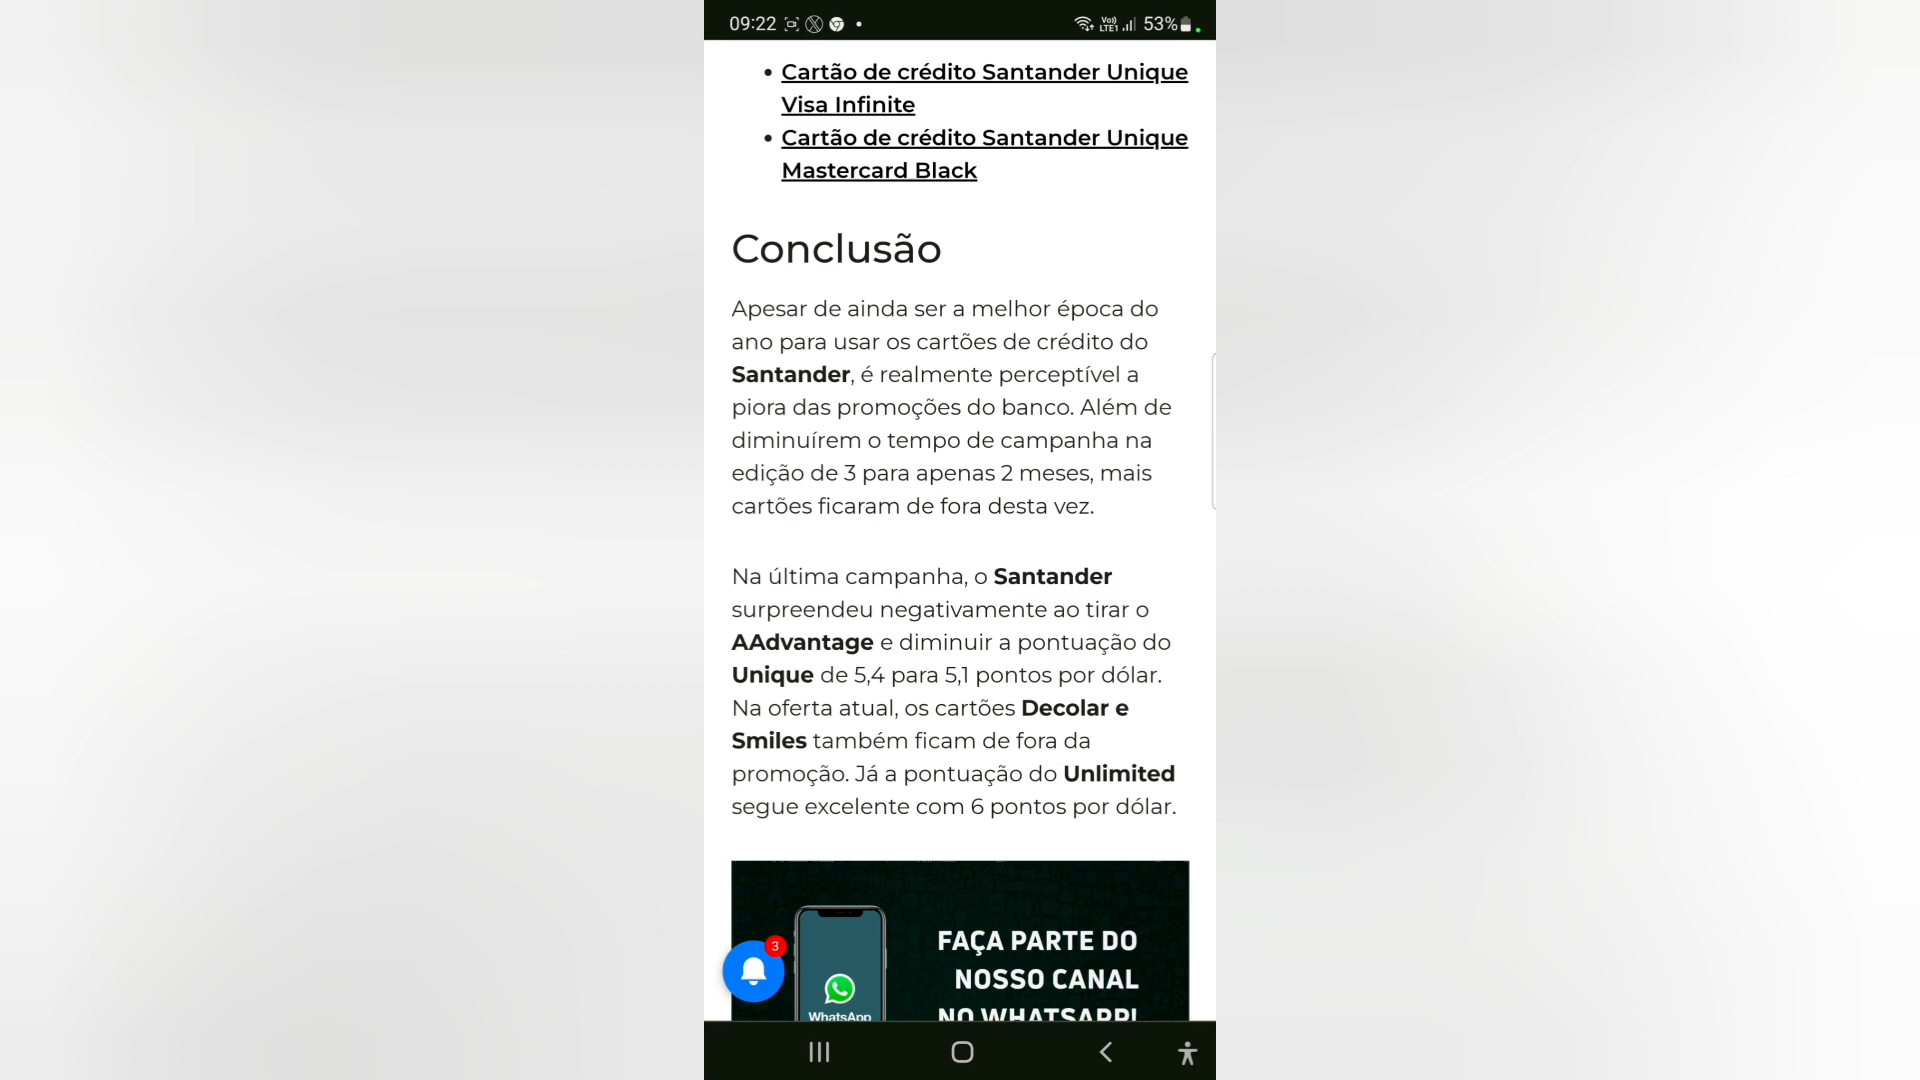 09:22 VoI) LTE1 53%
• Cartão de crédito Santander Unique
Visa Infinite
• Cartão de crédito Santander Unique
Mastercard Black
Conclusão
Apesar de ainda ser a melhor época do
ano para usar os cartões de crédito do
Santander, é realmente perceptível a
piora das promoções do banco. Além de
diminuírem o tempo de campanha na
edição de 3 para apenas 2 meses, mais
cartões ficaram de fora desta vez.
Na última campanha, o Santander
surpreendeu negativamente ao tirar o
AAdvantage e diminuir a pontuação do
Unique de 5,4 para 5,1 pontos por dólar.
Na oferta atual, os cartões Decolar e
Smiles também ficam de fora da
promoção. Já a pontuação do Unlimited
segue excelente com 6 pontos por dólar.
FAÇA PARTE DO
NOSSO CANAL
NO WHATSAPP!
3
WhatsApp